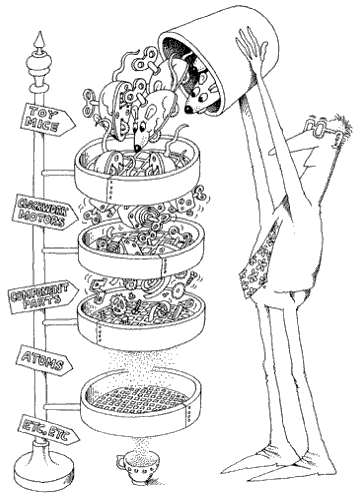 TOY
MICE
CLOCKWORK
MOTORS
COMPONENT
PARTS
ATOMS
ETC, ETC